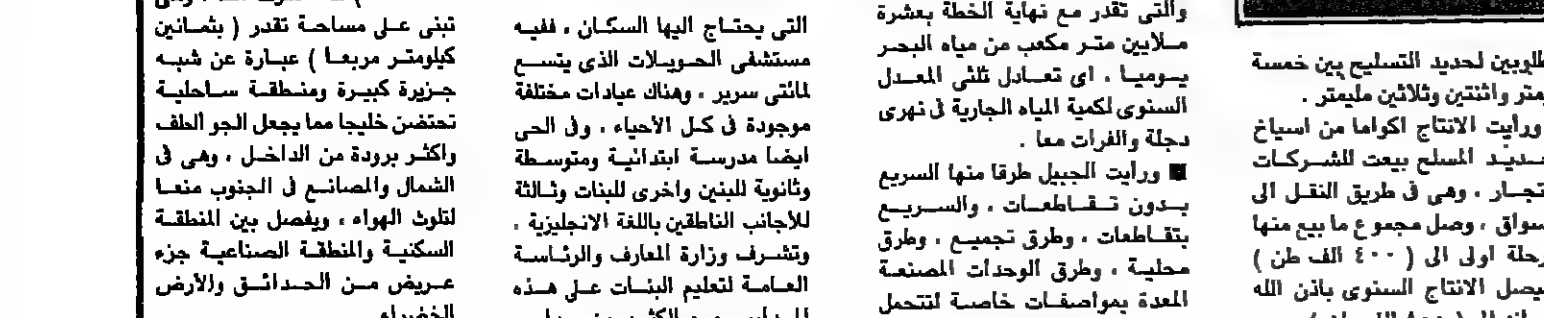 المطلوبين لحديد التسليح بين خمسة
واثنتين وثلاثين مليمتر .
ورأيت الانتاج اكواما من اسياخ
المسلح بيعت للشركات
، وهى فى طريق النقل الى
، وصل مجموع ما بيع منها
اولى الى ( ٤٠٠ الف طن )
الانتاج السنوى باذن الله
والتى تقدر مع نهاية الخطة بعشرة
ملايين متر مكعب من مياه البحر
يوميا ، اى تعادل ثلثى المعدل
السنوى لكمية المياه الجارية فى نهرى
دجلة والفرات معا .
■ ورأيت الجبيل طرقا منها السريع
بدون تقاطعات ، والسريع
بتقاطعات ، وطرق تجميع ، وطرق
محلية ، وطرق الوحدات المصنعة
المعدة بمواصفات خاصة لتتحمل
التى يحتاج اليها السكان ، ففيه
مستشفى الحويلات الذى يتسع
لمائتى سرير ، وهناك عيادات مختلفة
موجودة فى كل الأحياء ، وفى الحى
ايضا مدرسة ابتدائية ومتوسطة
وثانوية للبنين واخرى للبنات وثالثة
للأجانب الناطقين باللغة الانجليزية ،
وتشرف وزارة المعارف والرئاسة
العامة لتعليم البنات على هذه
تبنى على مساحة تقدر ( بثمانين
كيلومتر مربعا ) عبارة عن شبه
جزيرة كبيرة ومنطقة ساحلية
تحتضن خليجا مما يجعل الجو الطف
واكثر برودة من الداخل ، وهى فى
الشمال والمصانع فى الجنوب منعا
لتلوث الهواء ، ويفصل بين المنطقة
السكنية والمنطقة الصناعية جزء
عريض من الحدائق والأرض
الخضراء